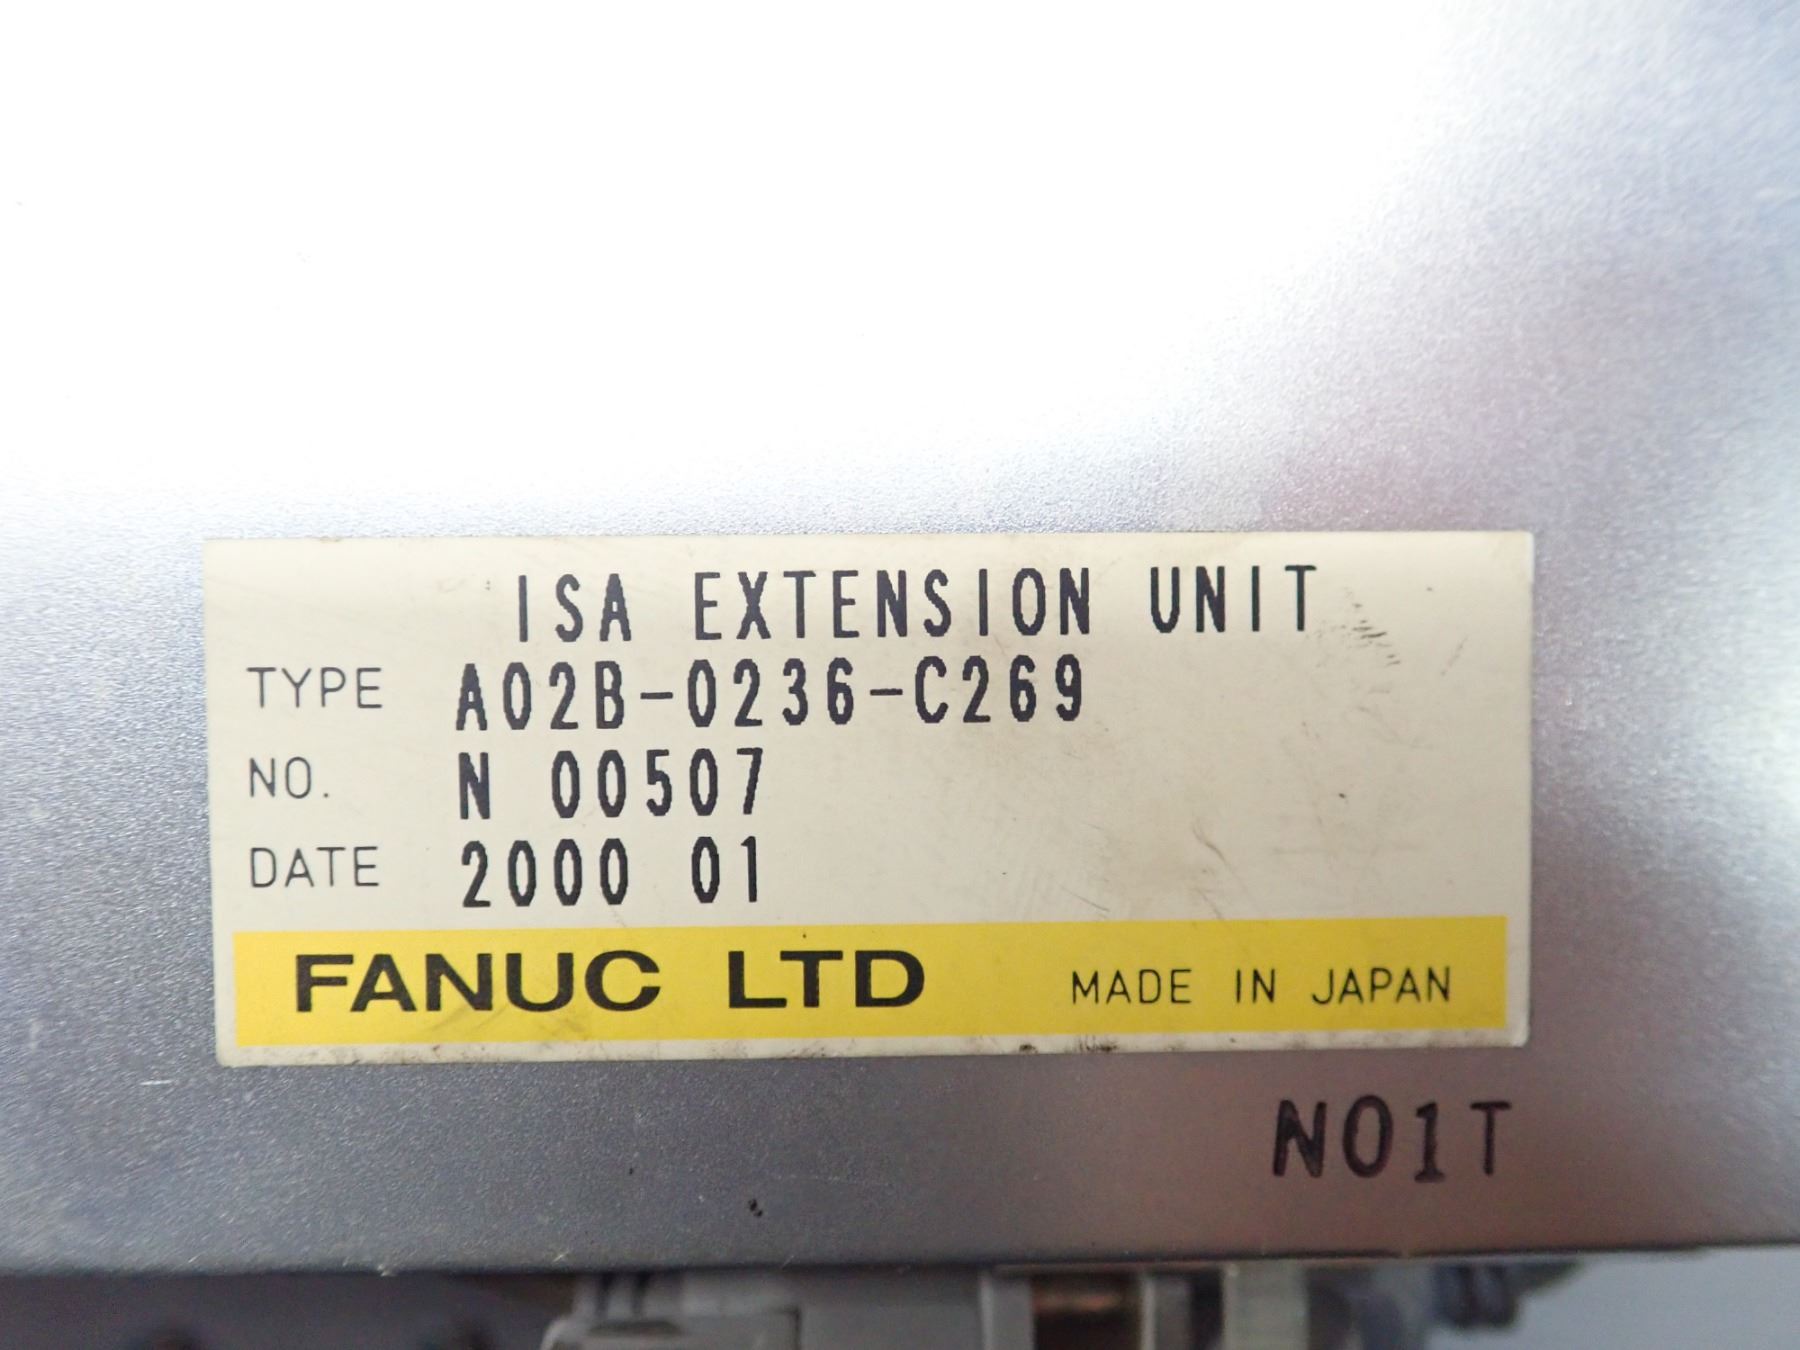 ISA EXTENSION UNIT
TYPE A02B-0236-C269
NO. N 00507
DATE 2000 01
FANUC LTD MADE IN JAPAN
N01T